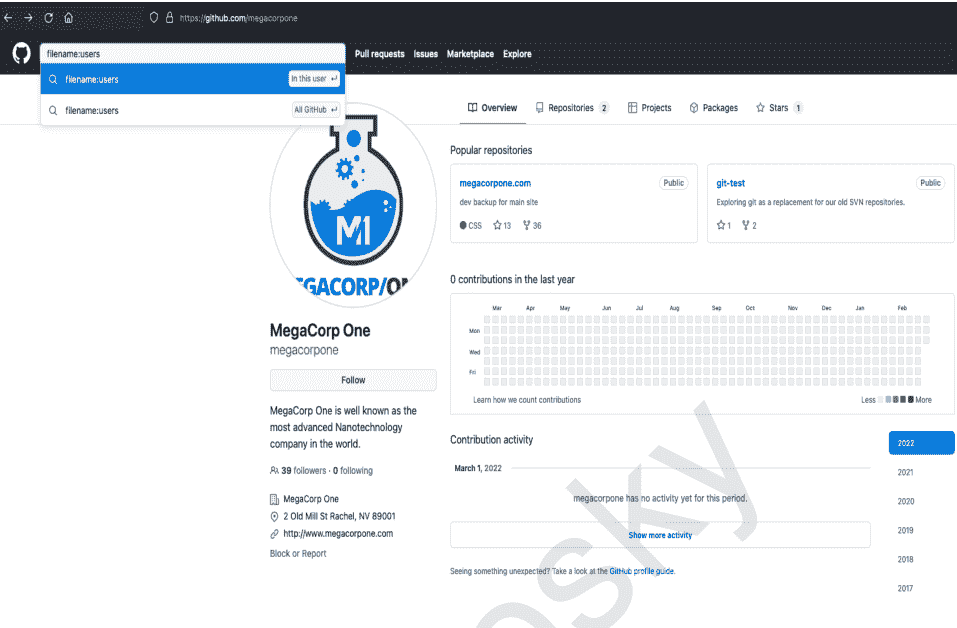 https://github.com/megacorpone
filename:users
Pull requests Issues Marketplace Explore
filename:users In this user ↵
filename:users All GitHub ↵
Overview Repositories 2 Projects Packages Stars 1
M1
MEGACORP/ON
MegaCorp One
megacorpone
Follow
MegaCorp One is well known as the
most advanced Nanotechnology
company in the world.
39 followers · 0 following
MegaCorp One
2 Old Mill St Rachel, NV 89001
http://www.megacorpone.com
Block or Report
Popular repositories
megacorpone.com Public
dev backup for main site
CSS 13 36
git-test Public
Exploring git as a replacement for our old SVN repositories.
1 2
0 contributions in the last year
Mar Apr May Jun Jul Aug Sep Oct Nov Dec Jan Feb
Mon
Wed
Fri
Learn how we count contributions Less More
Contribution activity
March 1, 2022
megacorpone has no activity yet for this period.
Show more activity
Seeing something unexpected? Take a look at the GitHub profile guide.
2022
2021
2020
2019
2018
2017
osky